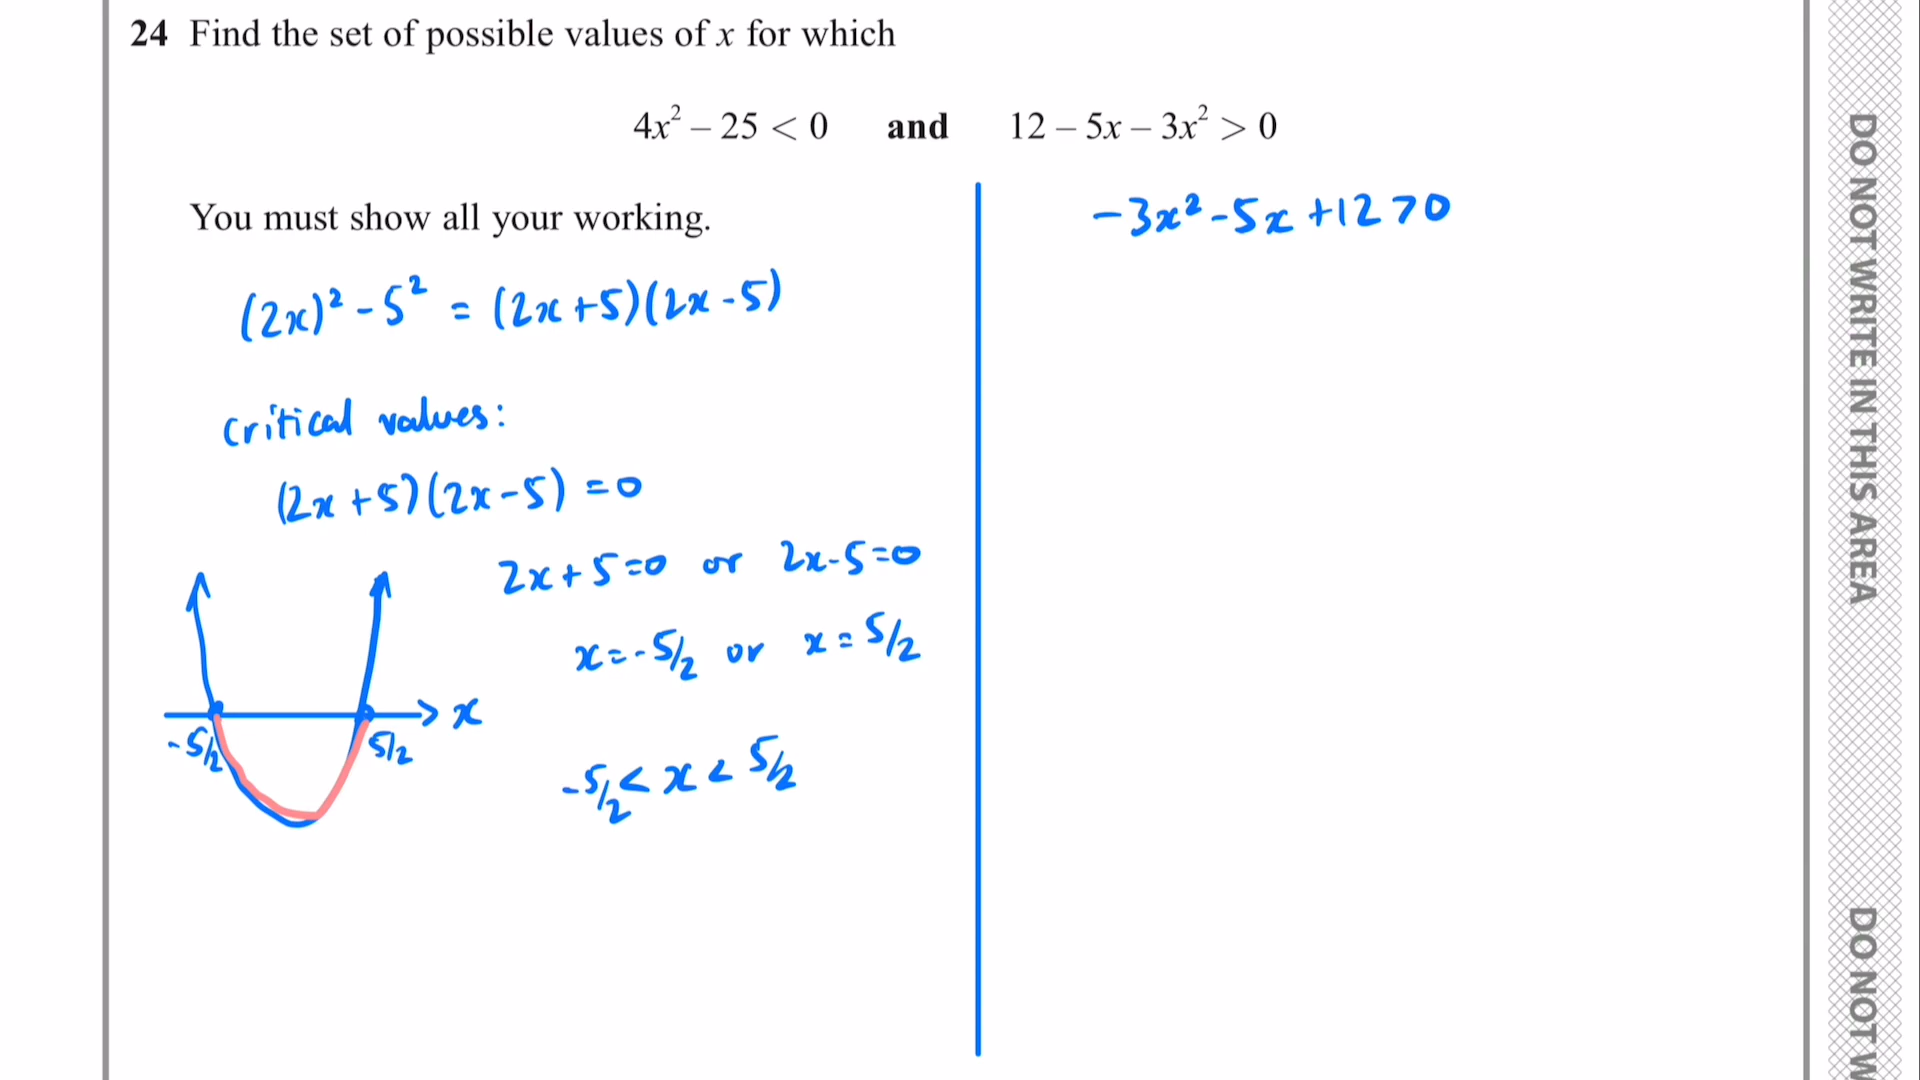 24 Find the set of possible values of x for which
4x² – 25 < 0 and 12 – 5x – 3x² > 0
You must show all your working.
(2x)² - 5² = (2x+5)(2x-5)
critical values:
(2x+5)(2x-5) = 0
2x+5=0 or 2x-5=0
x=-5/2 or x = 5/2
x
-5/2
5/2
-5/2 < x < 5/2
-3x²-5x+12>0
DO NOT WRITE IN THIS AREA
DO NOT W